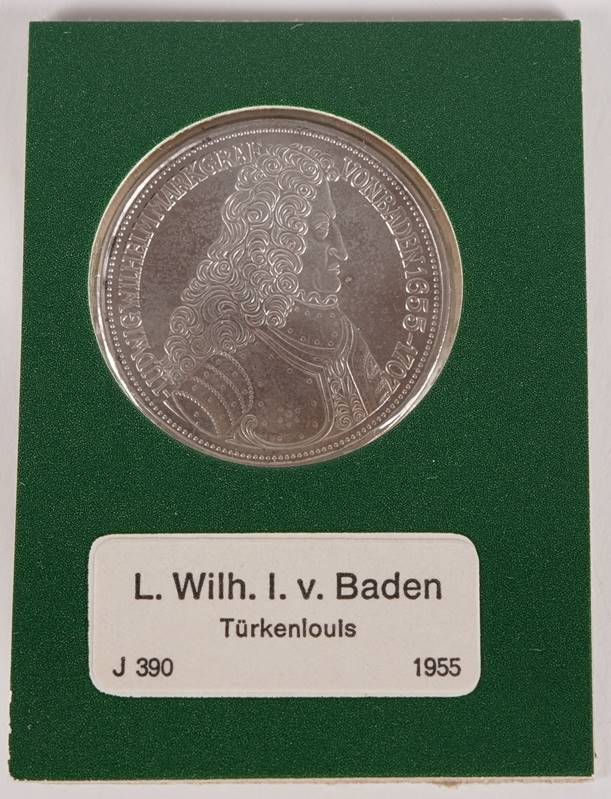 LUDWIG WILHELM MARKGRAF VON BADEN 1655-1707
L. Wilh. I. v. Baden
Türkenlouis
J 390 1955